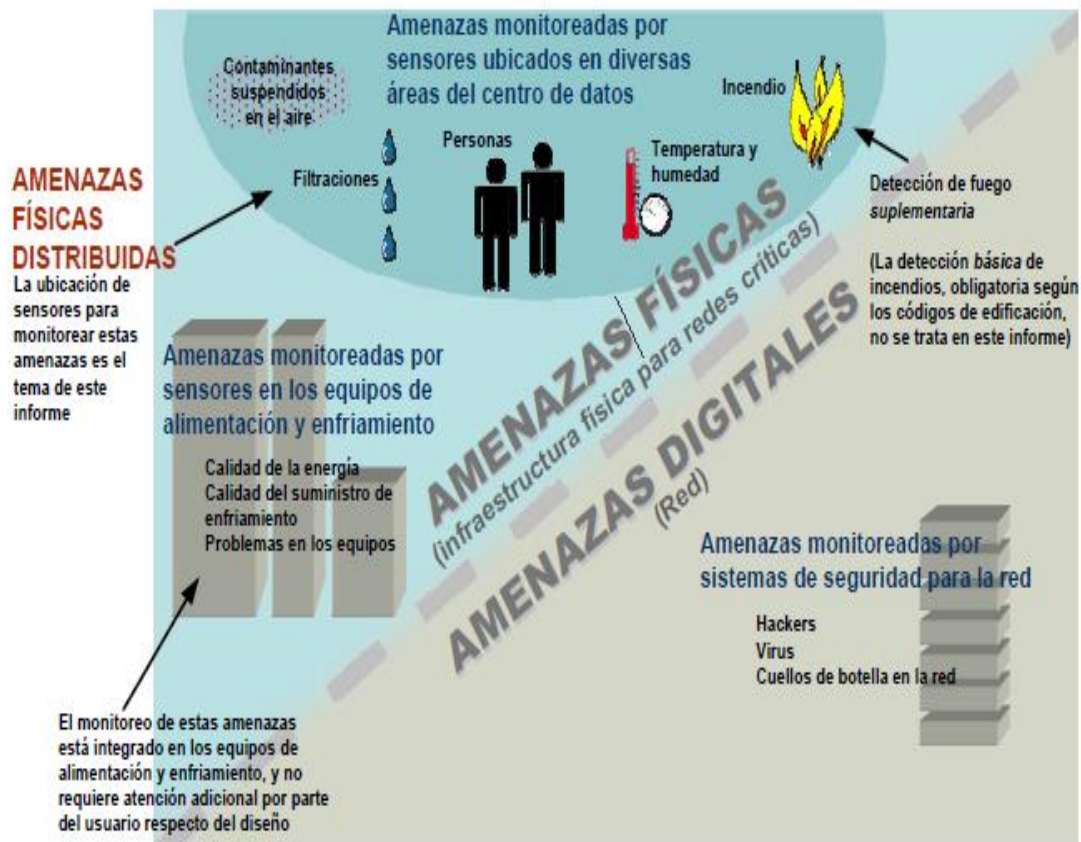 Amenazas monitoreadas por
sensores ubicados en diversas
áreas del centro de datos
Contaminantes
suspendidos
en el aire
Incendio
Personas
Filtraciones
Temperatura y
humedad
AMENAZAS
FÍSICAS
DISTRIBUIDAS
La ubicación de
sensores para
monitorear estas
amenazas es el
tema de este
informe
Detección de fuego
suplementaria
(La detección básica de
incendios, obligatoria según
los códigos de edificación,
no se trata en este informe)
Amenazas monitoreadas por
sensores en los equipos de
alimentación y enfriamiento
Calidad de la energía
Calidad del suministro de
enfriamiento
Problemas en los equipos
AMENAZAS FÍSICAS
(infraestructura física para redes críticas)
AMENAZAS DIGITALES
(Red)
Amenazas monitoreadas por
sistemas de seguridad para la red
Hackers
Virus
Cuellos de botella en la red
El monitoreo de estas amenazas
está integrado en los equipos de
alimentación y enfriamiento, y no
requiere atención adicional por parte
del usuario respecto del diseño